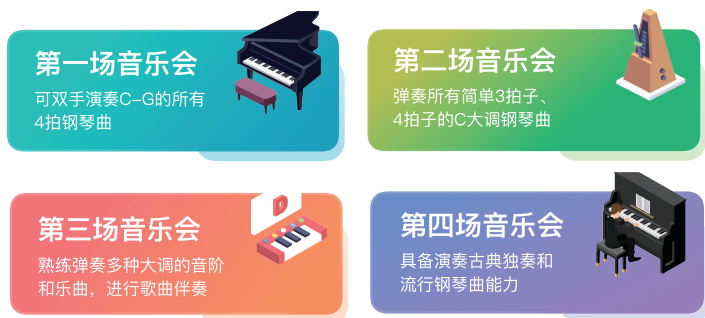 第一场音乐会
可双手演奏C-G的所有
4拍钢琴曲
第二场音乐会
弹奏所有简单3拍子、
4拍子的C大调钢琴曲
第三场音乐会
熟练弹奏多种大调的音阶
和乐曲，进行歌曲伴奏
D
第四场音乐会
具备演奏古典独奏和
流行钢琴曲能力